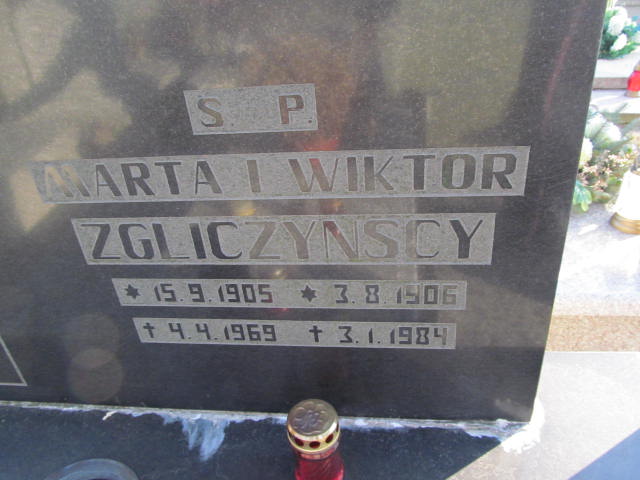 S P.
MARTA I WIKTOR
ZGLICZYNSCY
* 15.9.1905 * 3.8.1906
† 4.4.1969 † 3.1.1984